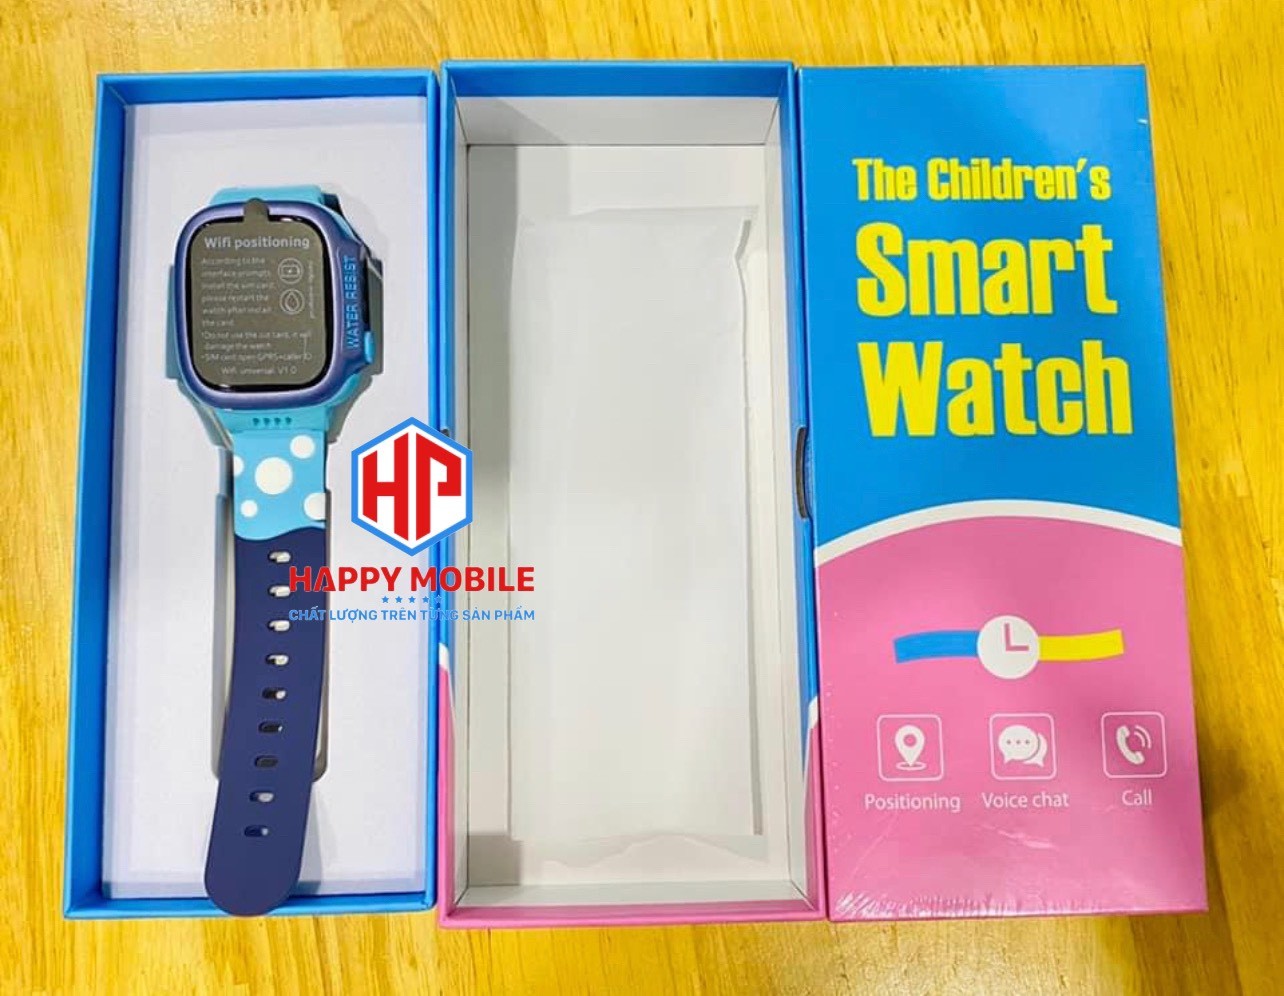 Wifi positioning
According to the
interface prompts
Install the sim card,
please restart the
watch after install
the card
*Do not use the cut card, it will
damage the watch
*SIM card open GPRS+caller ID
Wifi universal V1.0
WATER RESIST
HP
HAPPY MOBILE
CHẤT LƯỢNG TRÊN TỪNG SẢN PHẨM
The Children's
Smart
Watch
Positioning
Voice chat
Call